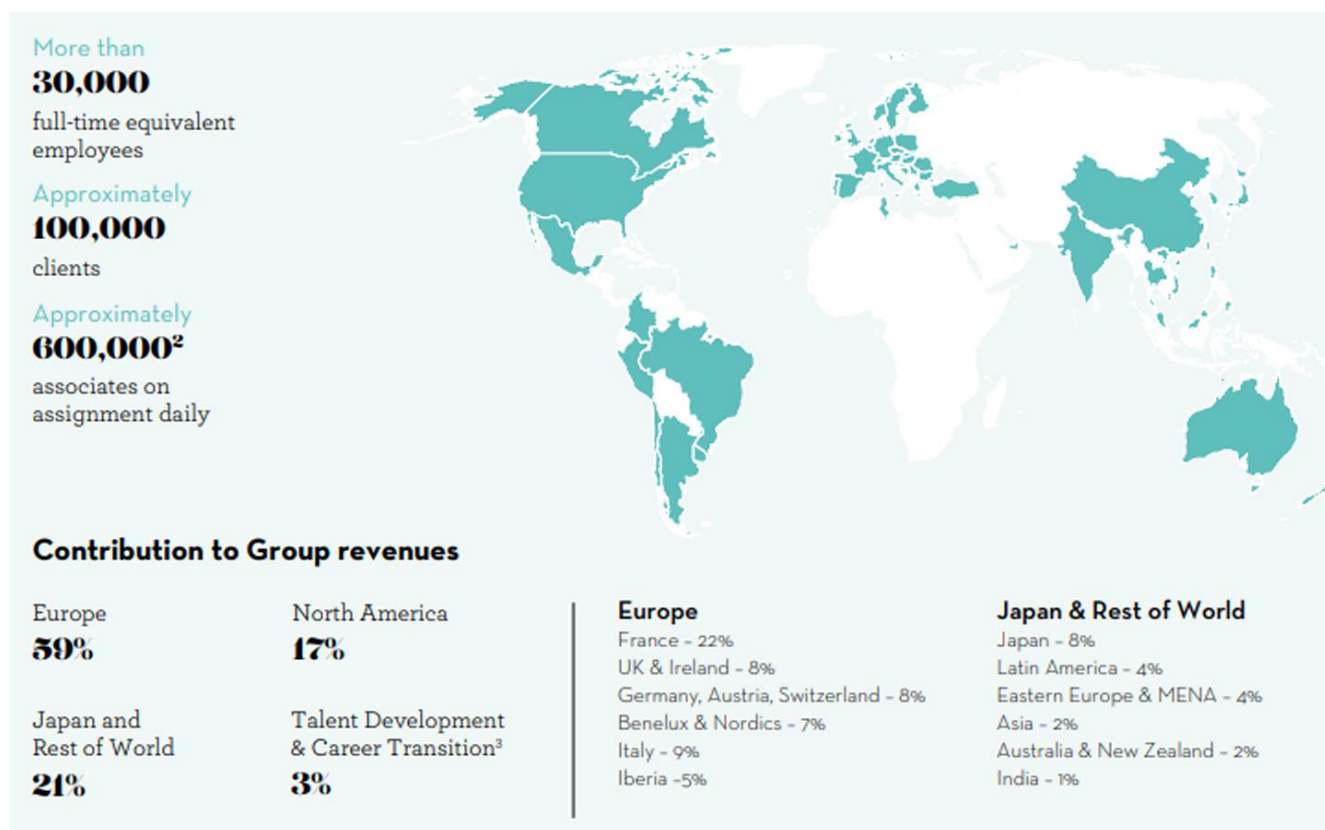 More than
30,000
full-time equivalent
employees
Approximately
100,000
clients
Approximately
600,000²
associates on
assignment daily
Contribution to Group revenues
Europe
59%
North America
17%
Japan and
Rest of World
21%
Talent Development
& Career Transition³
3%
Europe
France – 22%
UK & Ireland – 8%
Germany, Austria, Switzerland – 8%
Benelux & Nordics – 7%
Italy – 9%
Iberia –5%
Japan & Rest of World
Japan – 8%
Latin America – 4%
Eastern Europe & MENA – 4%
Asia – 2%
Australia & New Zealand – 2%
India – 1%